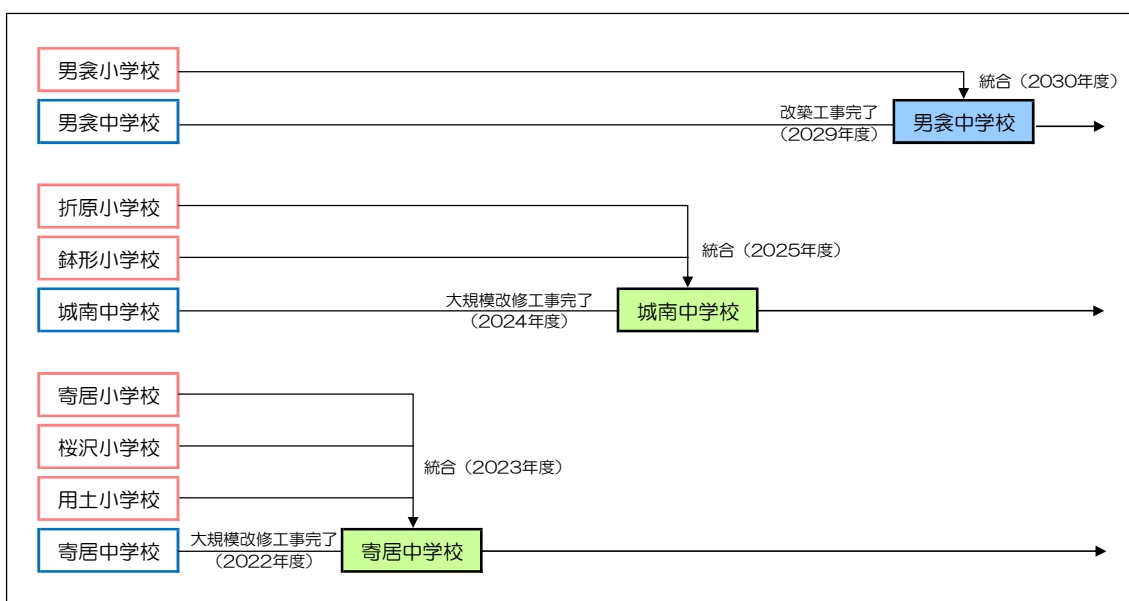 男衾小学校
統合（2030年度）
男衾中学校
改築工事完了
（2029年度）
男衾中学校
折原小学校
鉢形小学校
統合（2025年度）
城南中学校
大規模改修工事完了
（2024年度）
城南中学校
寄居小学校
桜沢小学校
統合（2023年度）
用土小学校
寄居中学校
大規模改修工事完了
（2022年度）
寄居中学校